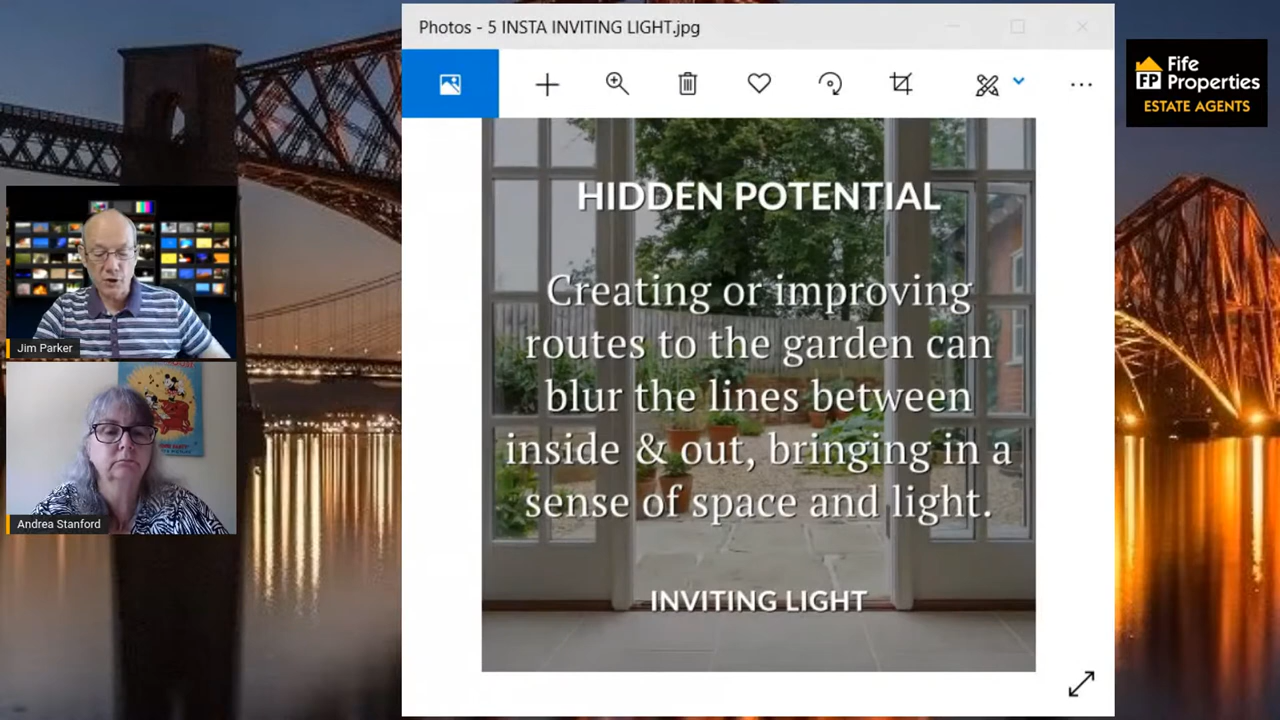 Photos - 5 INSTA INVITING LIGHT.jpg
Fife
Properties
FP
ESTATE AGENTS
HIDDEN POTENTIAL
Creating or improving
routes to the garden can
blur the lines between
inside & out, bringing in a
sense of space and light.
INVITING LIGHT
Jim Parker
Andrea Stanford